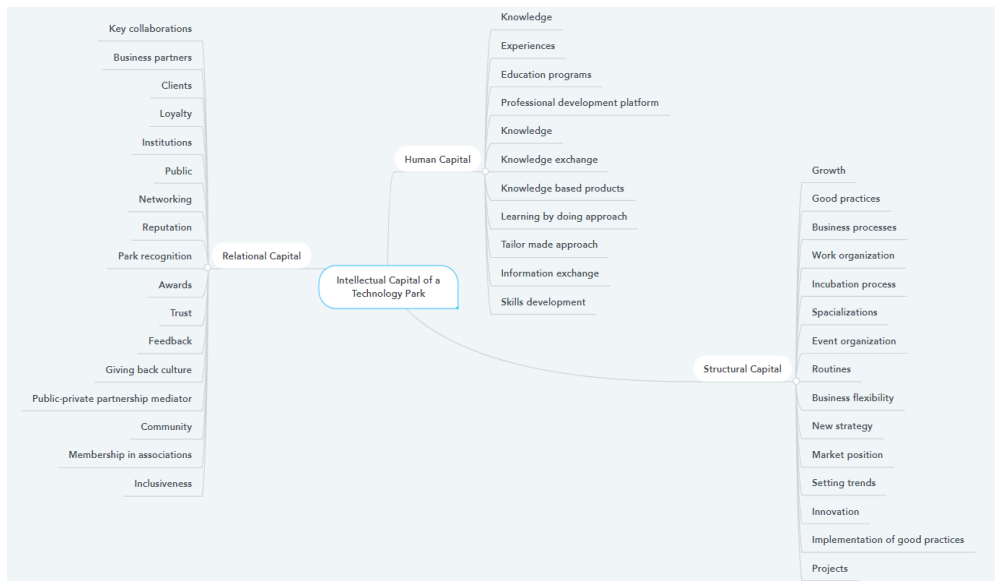 Key collaborations
Business partners
Clients
Loyalty
Institutions
Public
Networking
Reputation
Park recognition
Awards
Trust
Feedback
Giving back culture
Public-private partnership mediator
Community
Membership in associations
Inclusiveness
Relational Capital
Intellectual Capital of a
Technology Park
Human Capital
Knowledge
Experiences
Education programs
Professional development platform
Knowledge
Knowledge exchange
Knowledge based products
Learning by doing approach
Tailor made approach
Information exchange
Skills development
Structural Capital
Growth
Good practices
Business processes
Work organization
Incubation process
Spacializations
Event organization
Routines
Business flexibility
New strategy
Market position
Setting trends
Innovation
Implementation of good practices
Projects